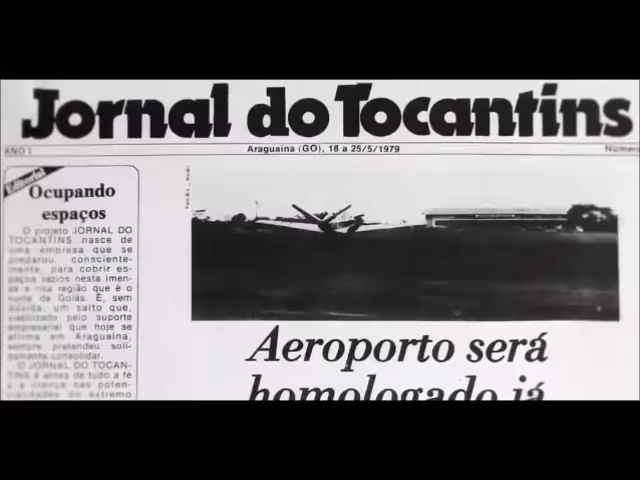 Jornal do Tocantins
ANO I
Araguaína (GO), 18 a 25/5/1979
Número
Editorial
Ocupando
espaços
O projeto JORNAL DO
TOCANTINS nasce de
uma empresa que se
preparou consciente-
mente, para cobrir es-
paços vazios nesta imen-
sa e rica região que é o
norte de Goiás. E, sem
dúvida, um salto que,
viabilizado pelo suporte
empresarial que hoje se
afirma em Araguaína,
sempre pretendeu soli-
damente consolidar.
O JORNAL DO TOCAN-
TINS é antes de tudo a fé
e a crença nas poten-
cialidades do extremo
Aeroporto será
homologado já